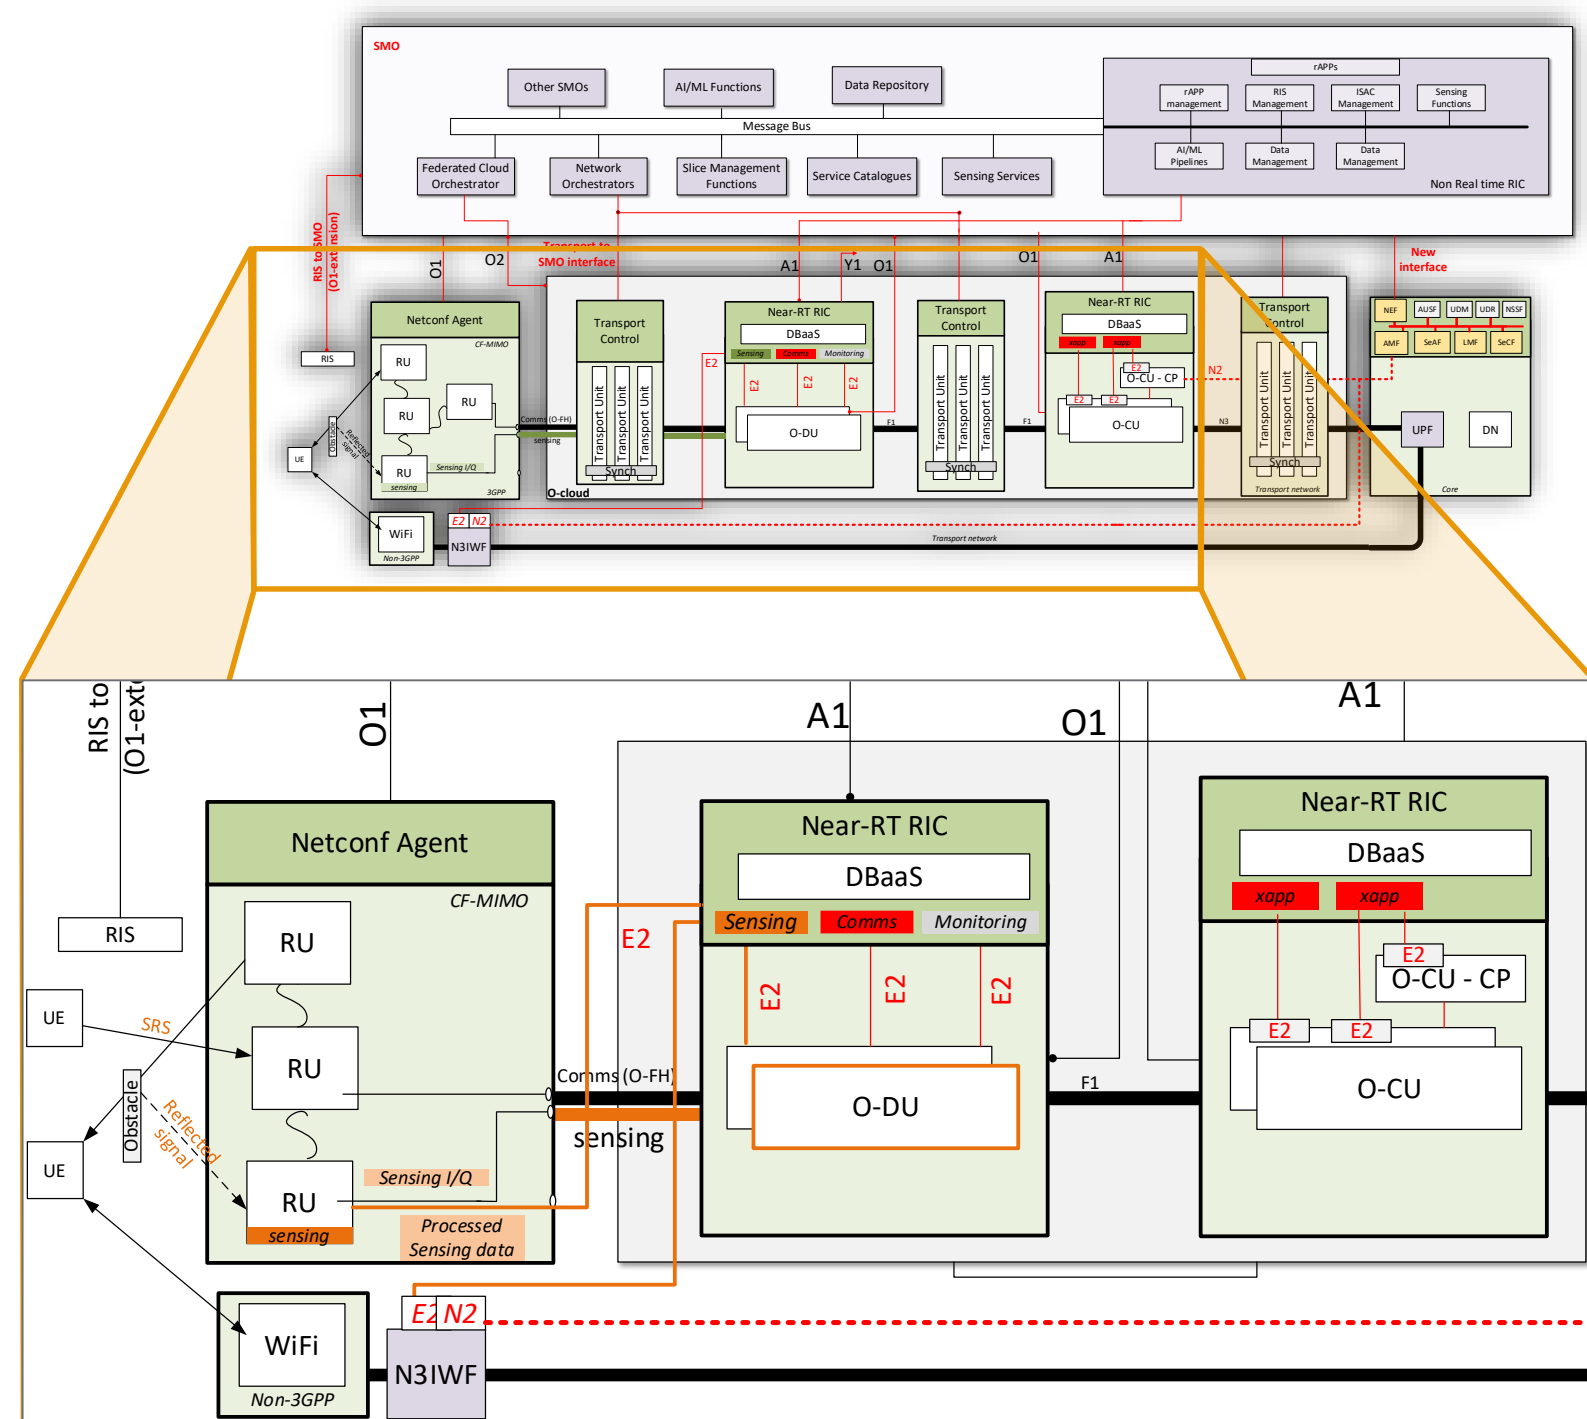 SMO
rAPPs
Other SMOs
AI/ML Functions
Data Repository
rAPP
management
RIS
Management
ISAC Management
Sensing
Functions
Message Bus
AI/ML
Pipelines
Data
Management
Data
Management
Federated Cloud
Orchestrator
Network
Orchestrators
Slice Management
Functions
Service Catalogues
Sensing Services
Non Real time RIC
RIS to SMO
(O1-extension)
O1
O2
Transport to
SMO interface
A1
Y1
O1
O1
A1
New
interface
Netconf Agent
CF-MIMO
RU
RU
RU
RU
sensing
Sensing I/Q
3GPP
RIS
UE
Obstacle
Reflected
signal
Comms (O-FH)
sensing
Transport
Control
Transport Unit
Transport Unit
Transport Unit
Synch
O-cloud
Near-RT RIC
DBaaS
Sensing
Comms
Monitoring
E2
E2
E2
E2
O-DU
F1
Transport
Control
Transport Unit
Transport Unit
Transport Unit
Synch
F1
Near-RT RIC
DBaaS
xapp
xapp
E2
O-CU - CP
E2
E2
O-CU
N2
N3
Transport
Control
Transport Unit
Transport Unit
Transport Unit
Synch
Transport network
NEF
AUSF
UDM
UDR
NSSF
AMF
SeAF
LMF
SeCF
UPF
DN
Core
WiFi
Non-3GPP
E2
N2
N3IWF
Transport network
RIS to
O1
A1
O1
A1
Netconf Agent
CF-MIMO
RIS
RU
UE
SRS
RU
Obstacle
Reflected
signal
UE
RU
sensing
Sensing I/Q
Processed
Sensing data
Comms (O-FH)
sensing
E2
Near-RT RIC
DBaaS
Sensing
Comms
Monitoring
E2
E2
E2
O-DU
F1
Near-RT RIC
DBaaS
xapp
xapp
E2
O-CU - CP
E2
E2
O-CU
WiFi
Non-3GPP
E2
N2
N3IWF